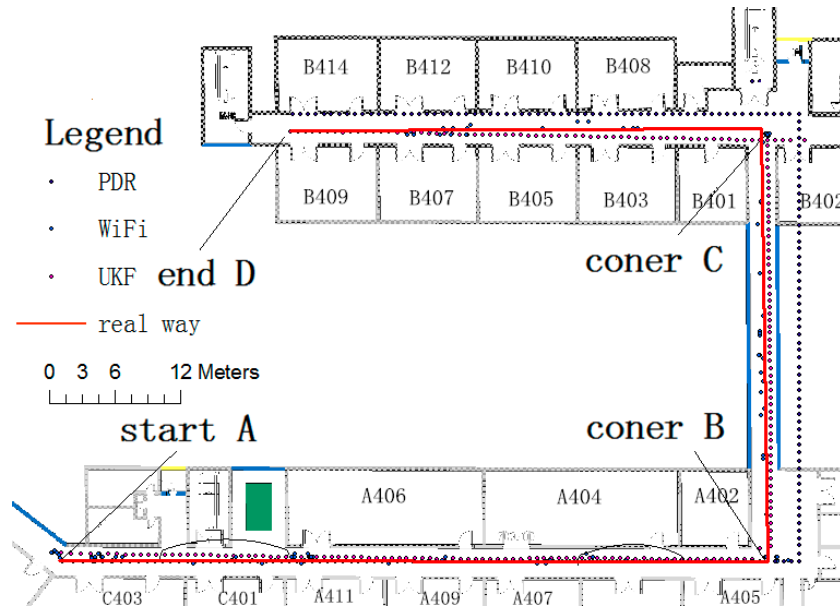 B414 B412 B410 B408
Legend
PDR
WiFi
UKF
real way
B409 B407 B405 B403 B401 B402
end D
coner C
0 3 6 12 Meters
start A
coner B
A406 A404 A402
C403 C401 A411 A409 A407 A405